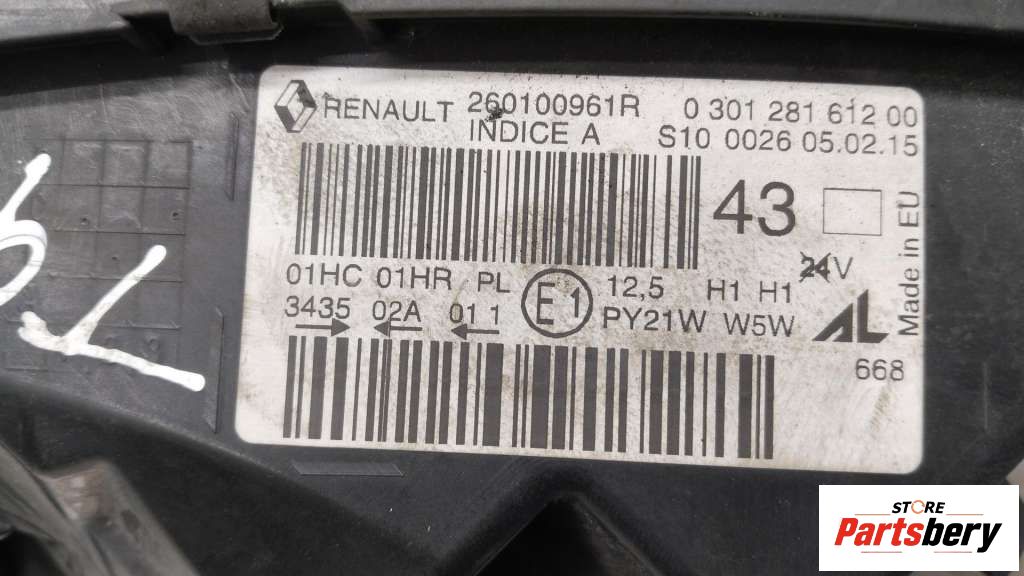 RENAULT 260100961R 0 301 281 612 00
INDICE A S10 0026 05.02.15
43
Made in EU
24V
01HC 01HR PL E1 12,5 H1 H1
3435 02A 01 1 PY21W W5W
AL
668
STORE
Partsbery